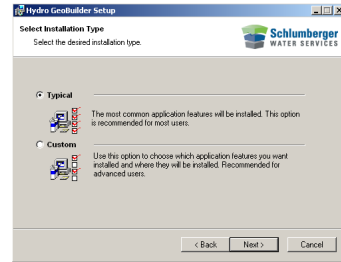 Hydro GeoBuilder Setup
Select Installation Type
Select the desired installation type.
Schlumberger
WATER SERVICES
Typical
The most common application features will be installed. This option
is recommended for most users.
Custom
Use this option to choose which application features you want
installed and where they will be installed. Recommended for
advanced users.
< Back
Next >
Cancel